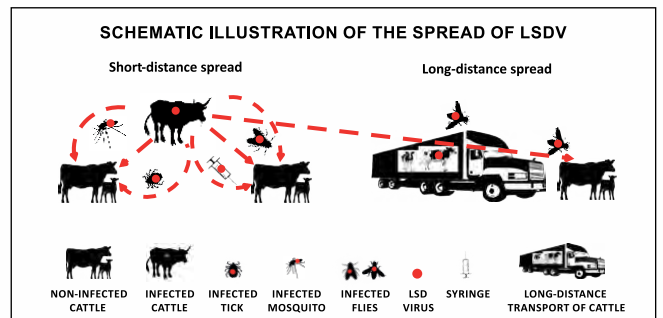 SCHEMATIC ILLUSTRATION OF THE SPREAD OF LSDV
Short-distance spread
Long-distance spread
NON-INFECTED
CATTLE
INFECTED
CATTLE
INFECTED
TICK
INFECTED
MOSQUITO
INFECTED
FLIES
LSD
VIRUS
SYRINGE
LONG-DISTANCE
TRANSPORT OF CATTLE